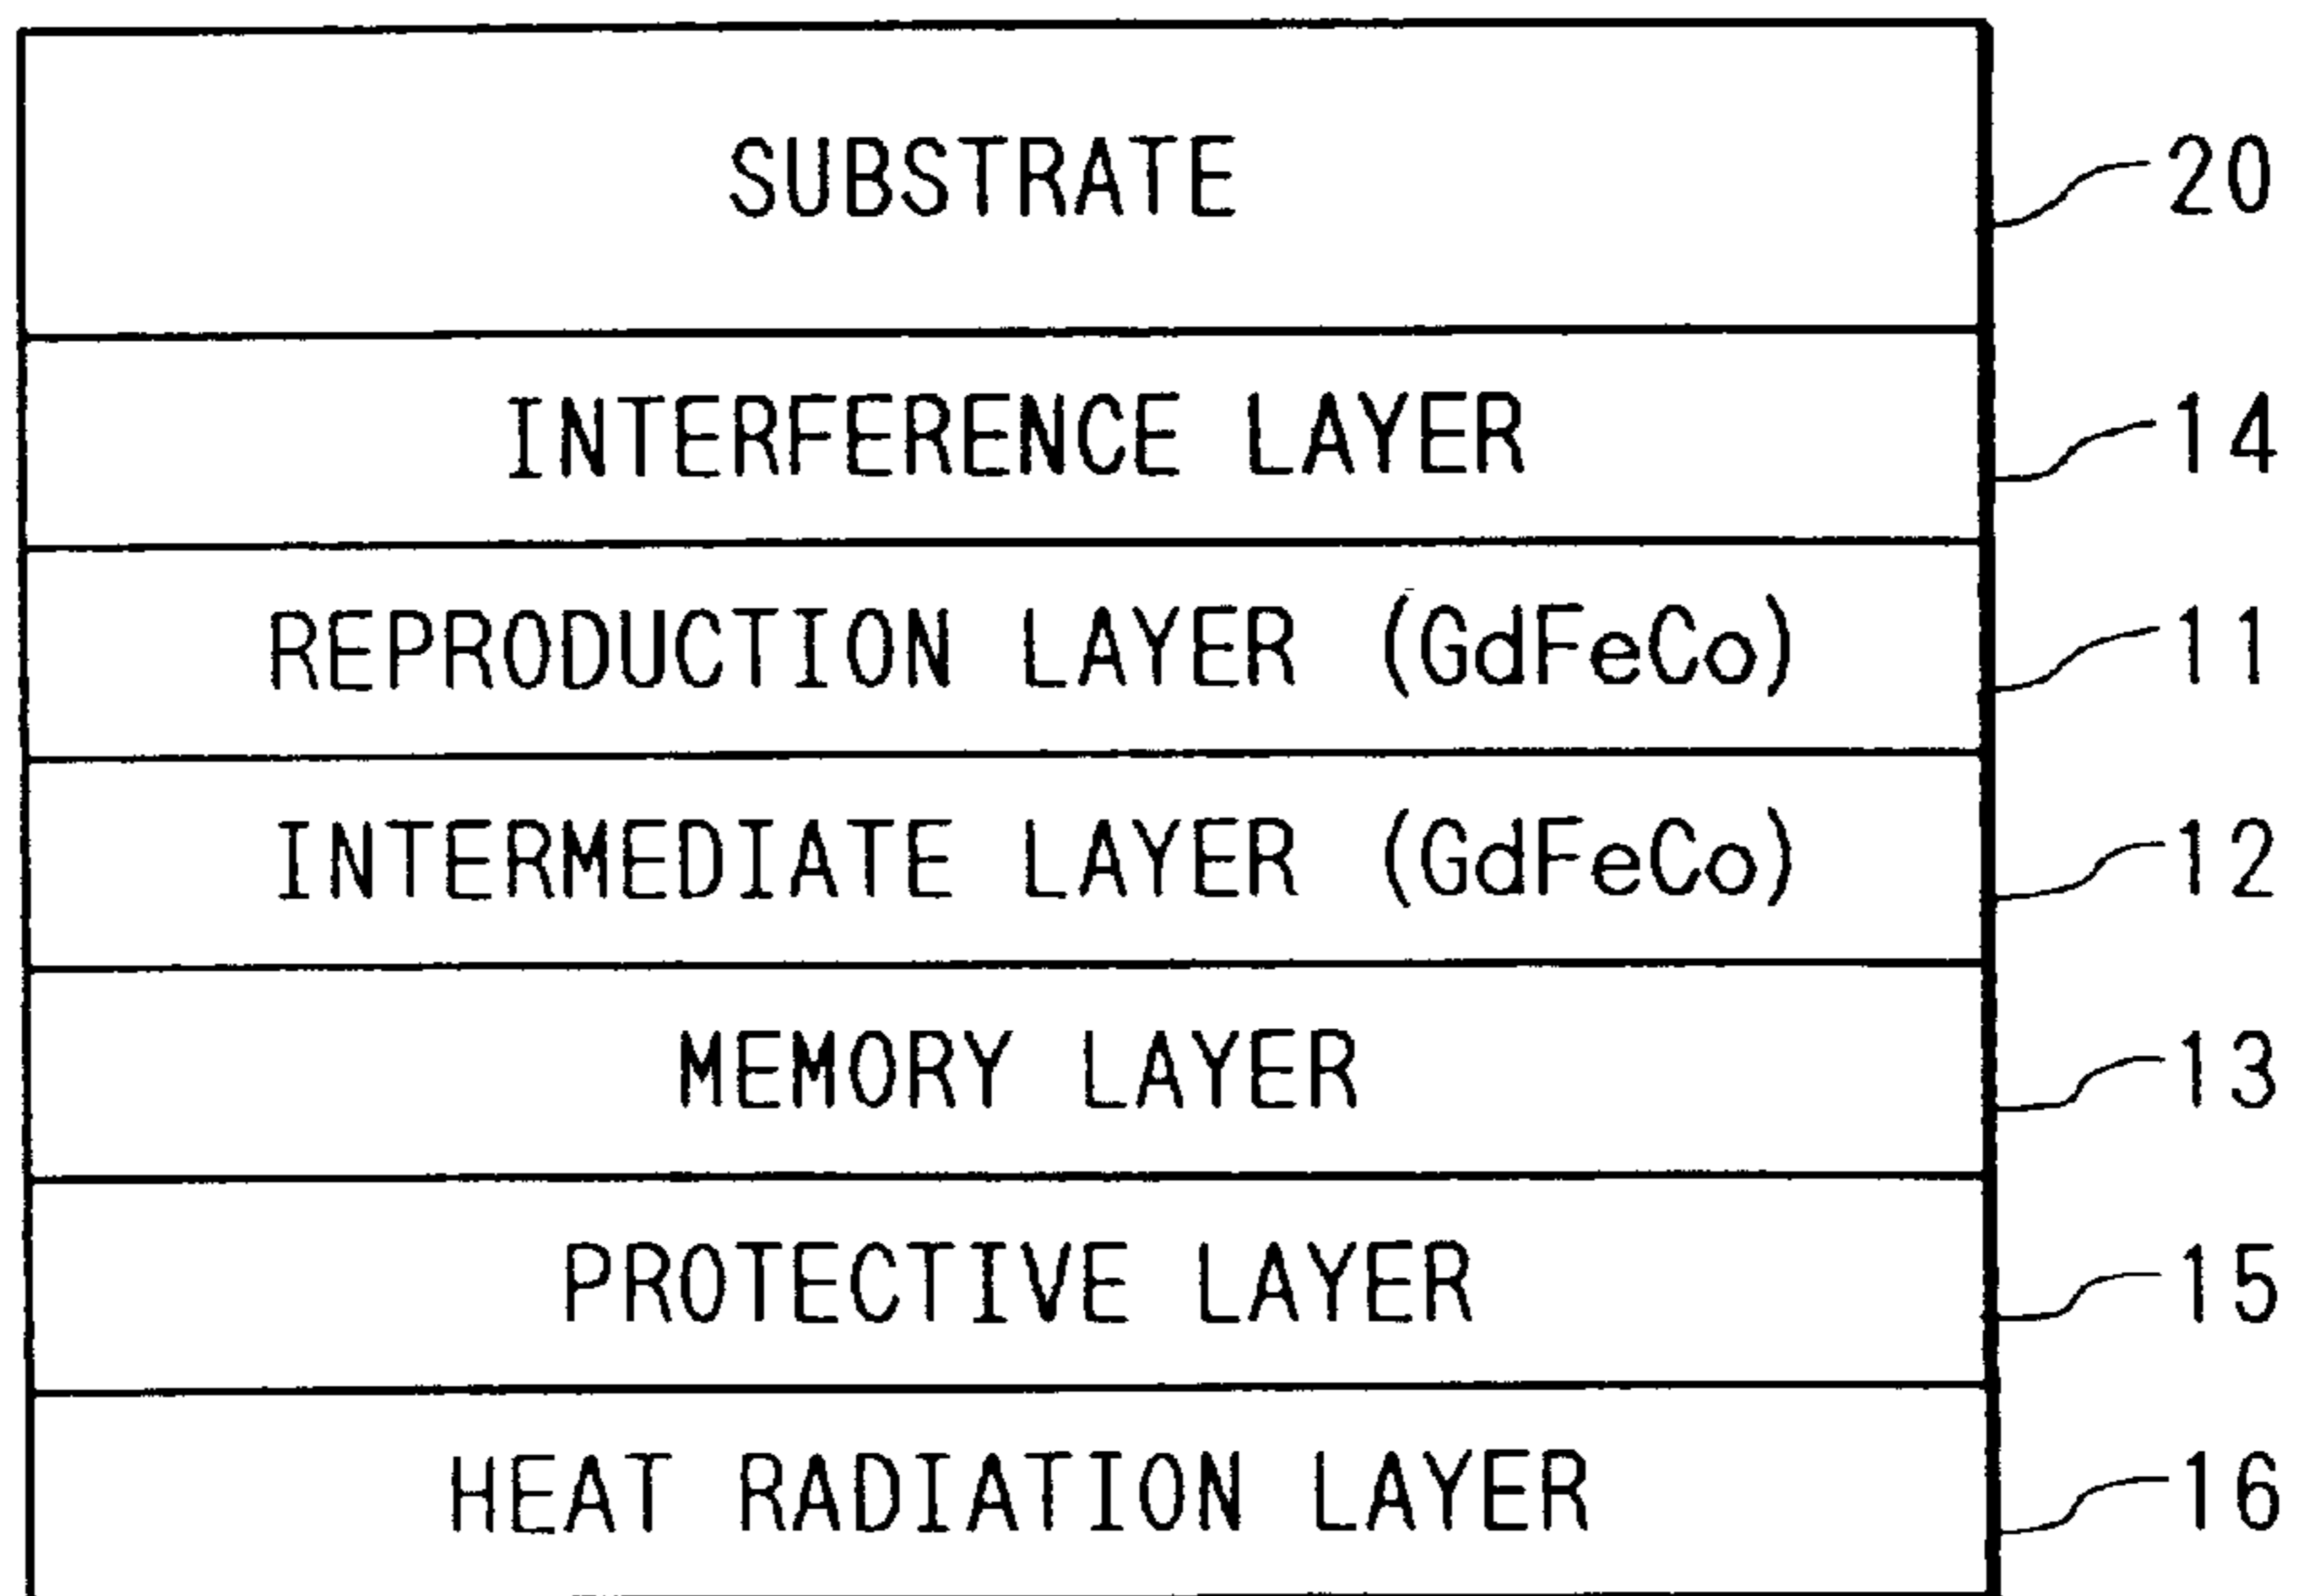 SUBSTRATE 20
INTERFERENCE LAYER 14
REPRODUCTION LAYER (GdFeCo) 11
INTERMEDIATE LAYER (GdFeCo) 12
MEMORY LAYER 13
PROTECTIVE LAYER 15
HEAT RADIATION LAYER 16